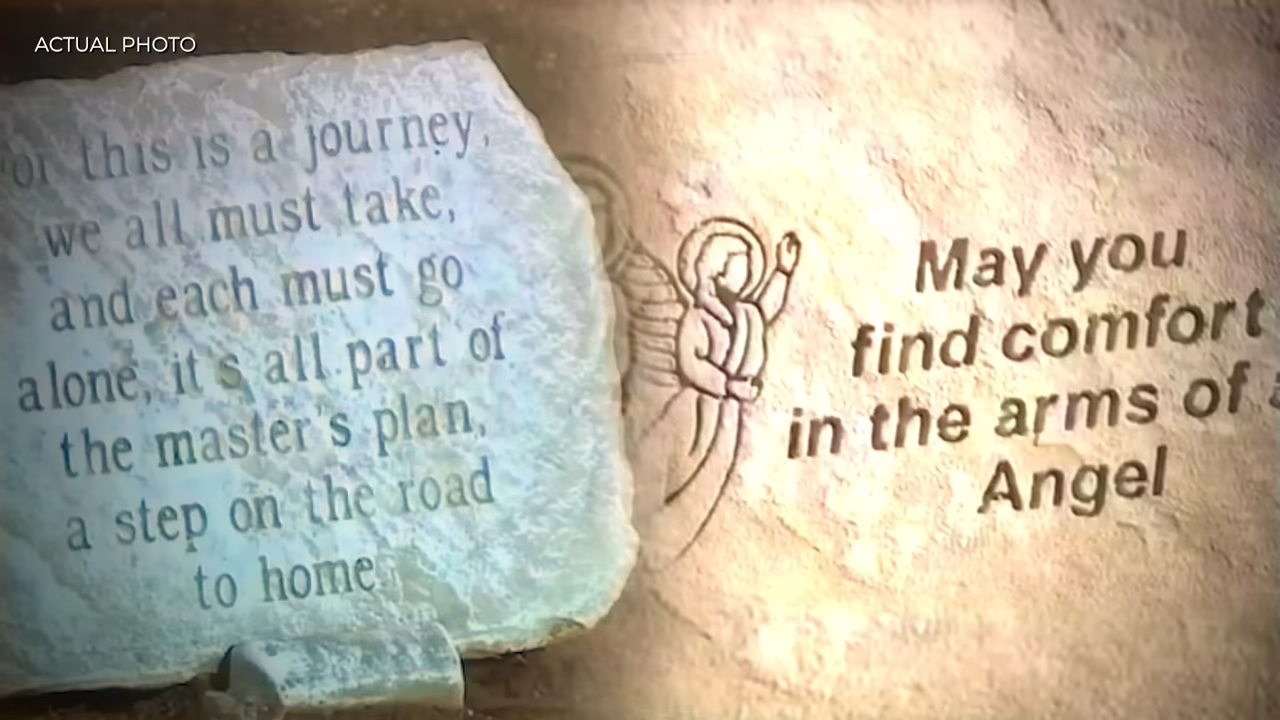 ACTUAL PHOTO
or this is a journey,
we all must take,
and each must go
alone, it's all part of
the master's plan,
a step on the road
to home
May you
find comfort
in the arms of a
Angel